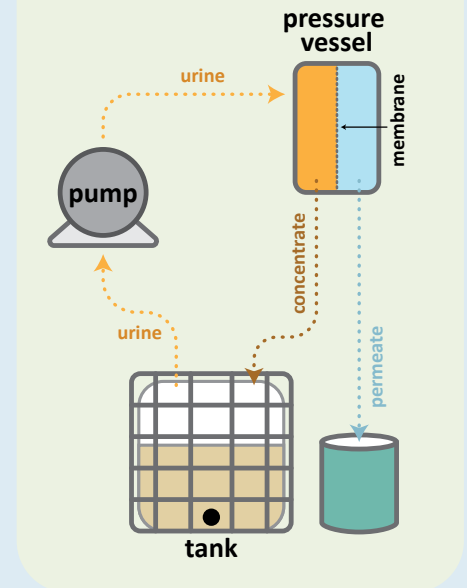 pressure
vessel
urine
membrane
pump
concentrate
urine
permeate
tank